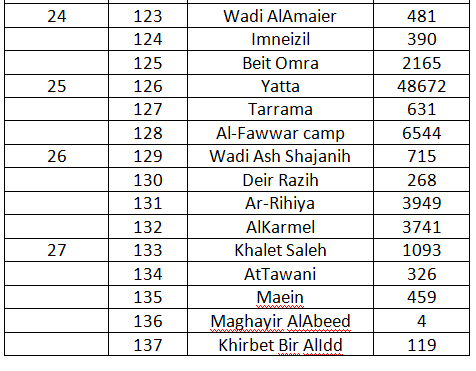 24 123 Wadi AlAmaier 481
124 Imneizil 390
125 Beit Omra 2165
25 126 Yatta 48672
127 Tarrama 631
128 Al-Fawwar camp 6544
26 129 Wadi Ash Shajanih 715
130 Deir Razih 268
131 Ar-Rihiya 3949
132 AlKarmel 3741
27 133 Khalet Saleh 1093
134 AtTawani 326
135 Maein 459
136 Maghayir AlAbeed 4
137 Khirbet Bir AlIdd 119